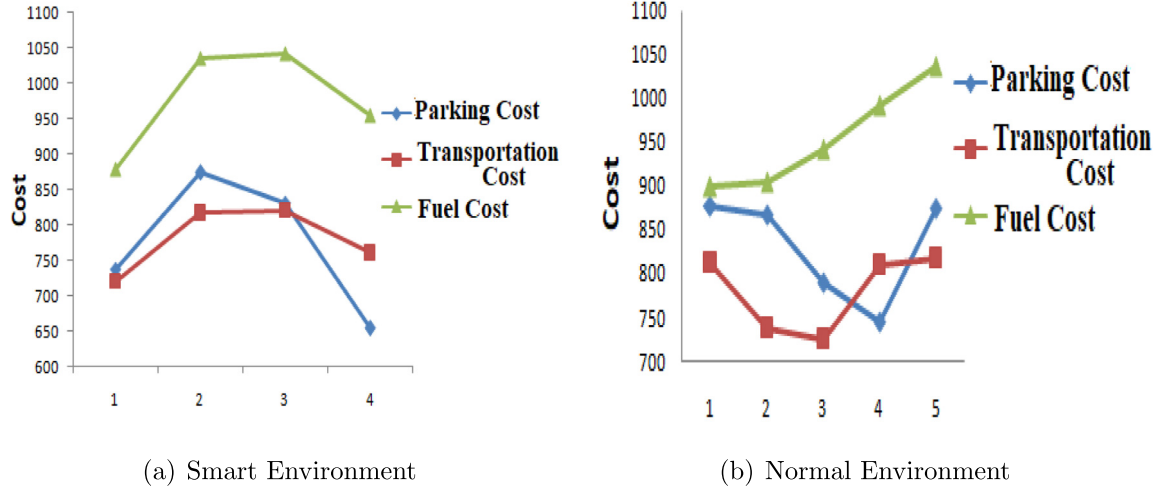 1100
1050
1000
950
900
850
800
750
700
650
600
Cost
1
2
3
4
Parking Cost
Transportation
Cost
Fuel Cost
(a) Smart Environment
1100
1050
1000
950
900
850
800
750
700
Cost
1
2
3
4
5
Parking Cost
Transportation
Cost
Fuel Cost
(b) Normal Environment